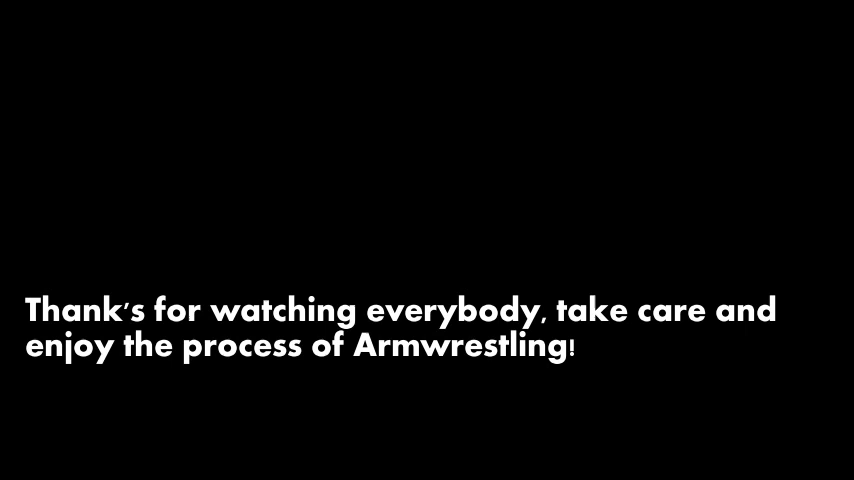 Thank's for watching everybody, take care and
enjoy the process of Armwrestling!